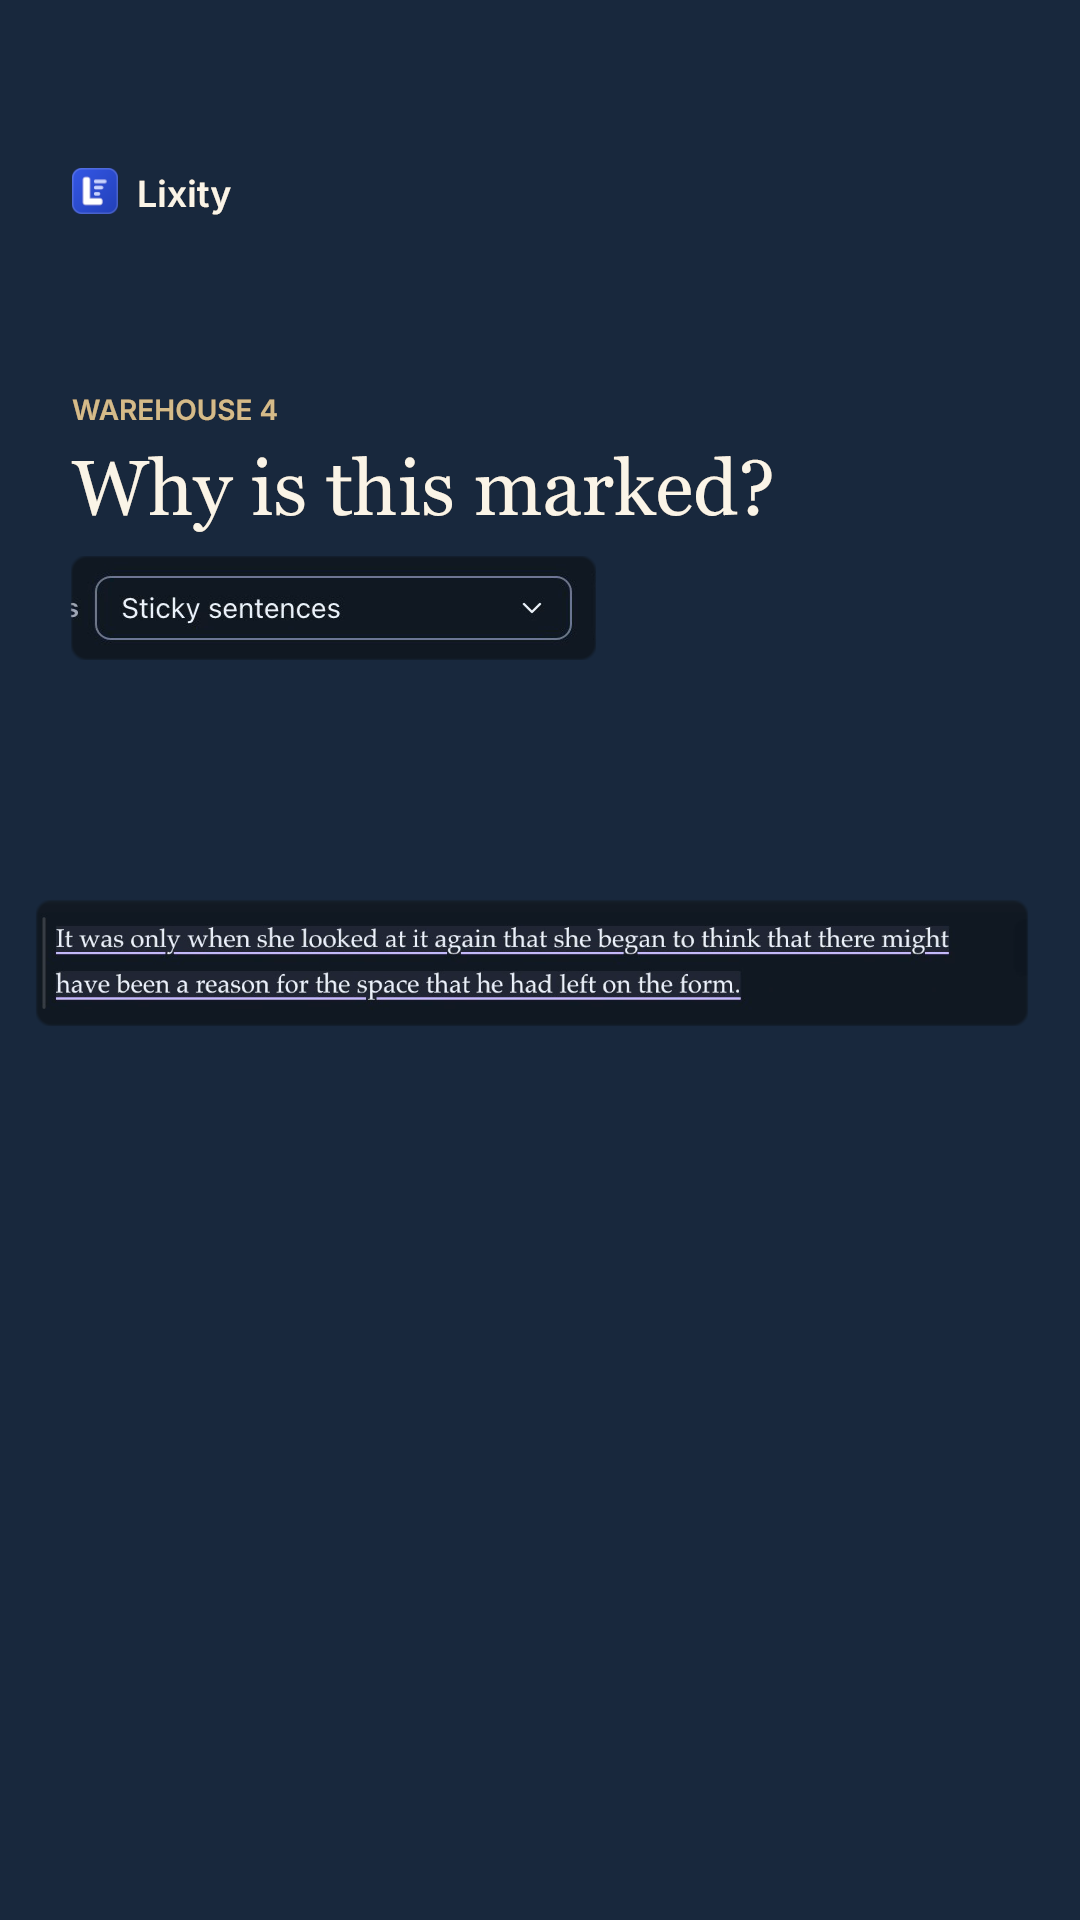 Lixity
WAREHOUSE 4
Why is this marked?
s Sticky sentences
It was only when she looked at it again that she began to think that there might
have been a reason for the space that he had left on the form.